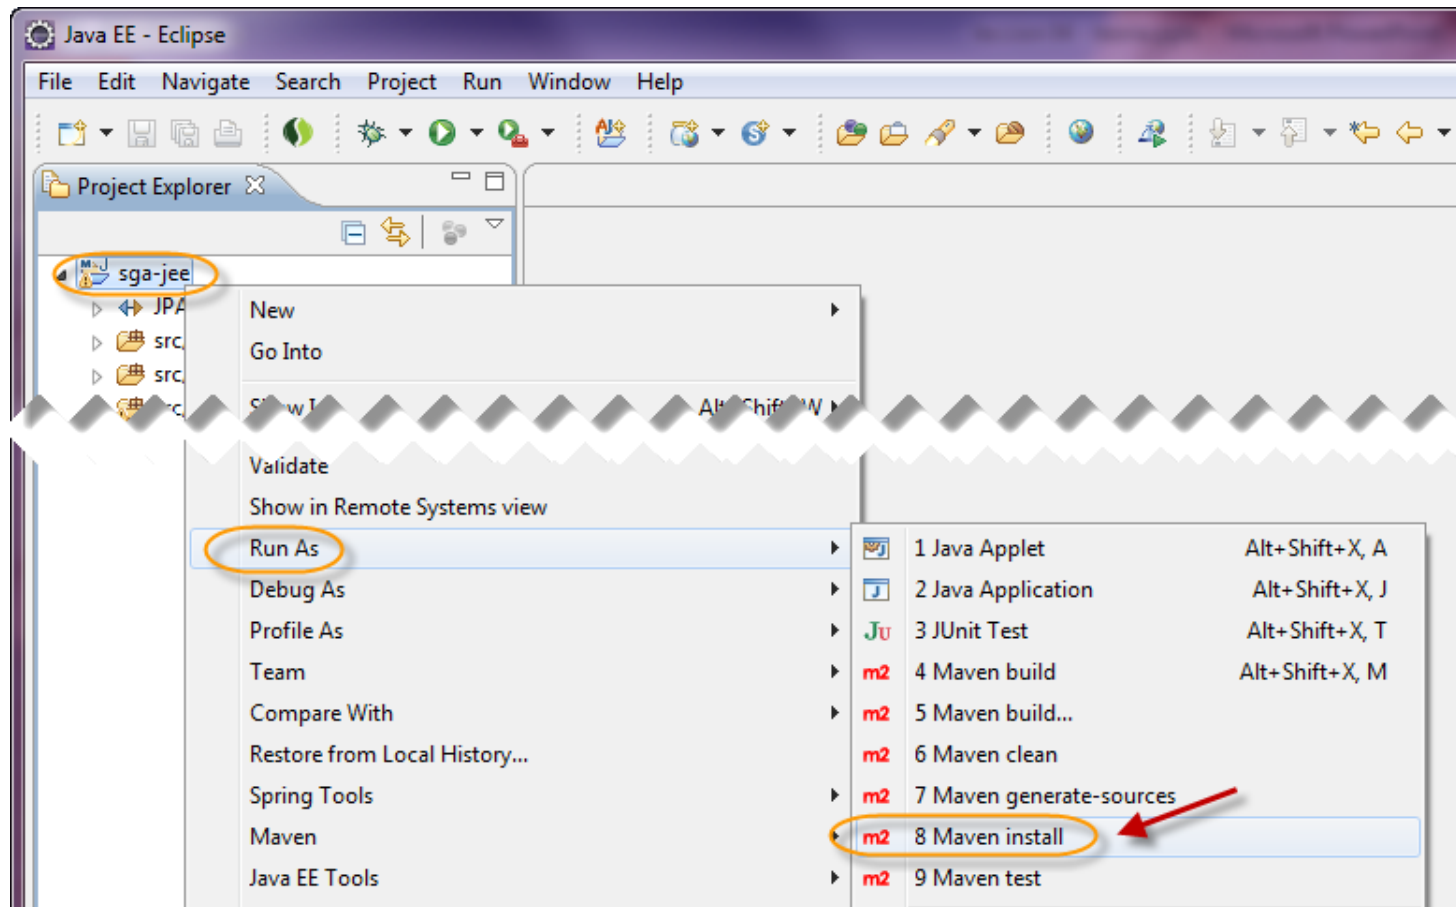 Java EE - Eclipse
File Edit Navigate Search Project Run Window Help
Project Explorer
sga-jee
JPA
New
src
Go Into
src
Validate
Show in Remote Systems view
Run As
1 Java Applet Alt+Shift+X, A
Debug As
2 Java Application Alt+Shift+X, J
Profile As
3 JUnit Test Alt+Shift+X, T
Team
4 Maven build Alt+Shift+X, M
Compare With
5 Maven build...
Restore from Local History...
6 Maven clean
Spring Tools
7 Maven generate-sources
Maven
8 Maven install
Java EE Tools
9 Maven test